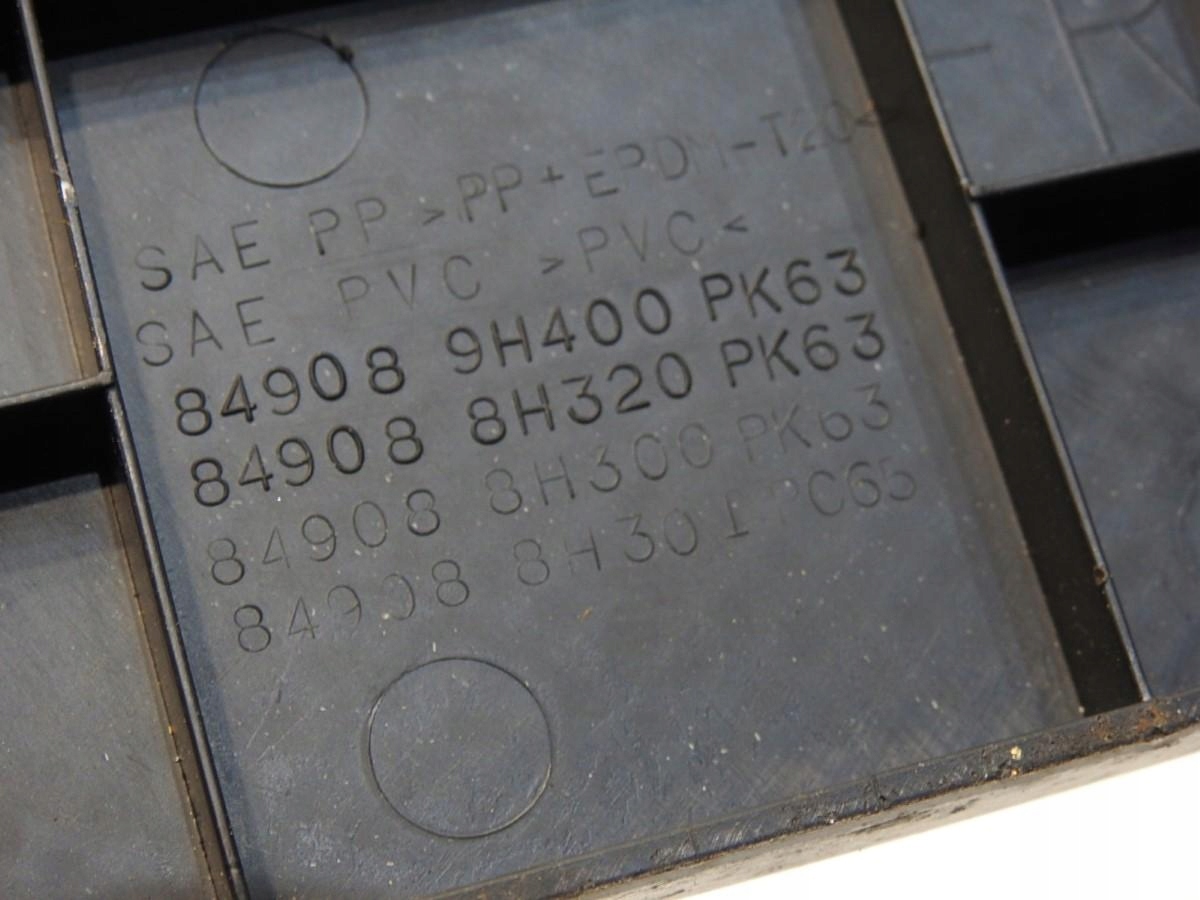 SAE PP >PP+EPDM-T20<
SAE PVC >PVC<
84908 9H400 PK63
84908 8H320 PK63
84908 8H300 PK63
84908 8H301 PC65